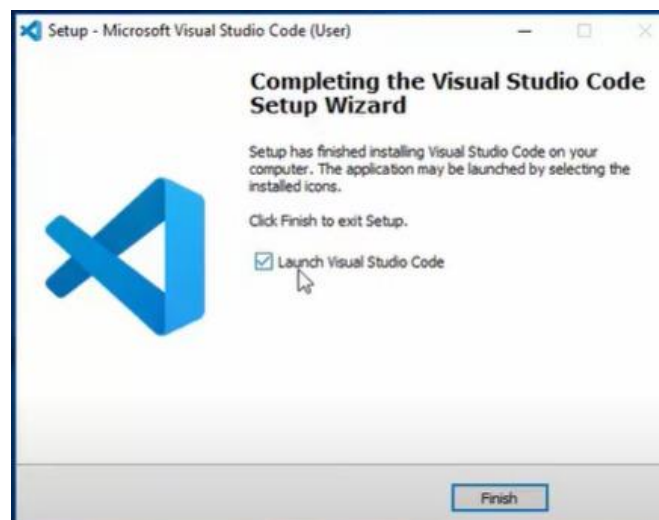 Setup - Microsoft Visual Studio Code (User)
Completing the Visual Studio Code
Setup Wizard
Setup has finished installing Visual Studio Code on your
computer. The application may be launched by selecting the
installed icons.
Click Finish to exit Setup.
Launch Visual Studio Code
Finish